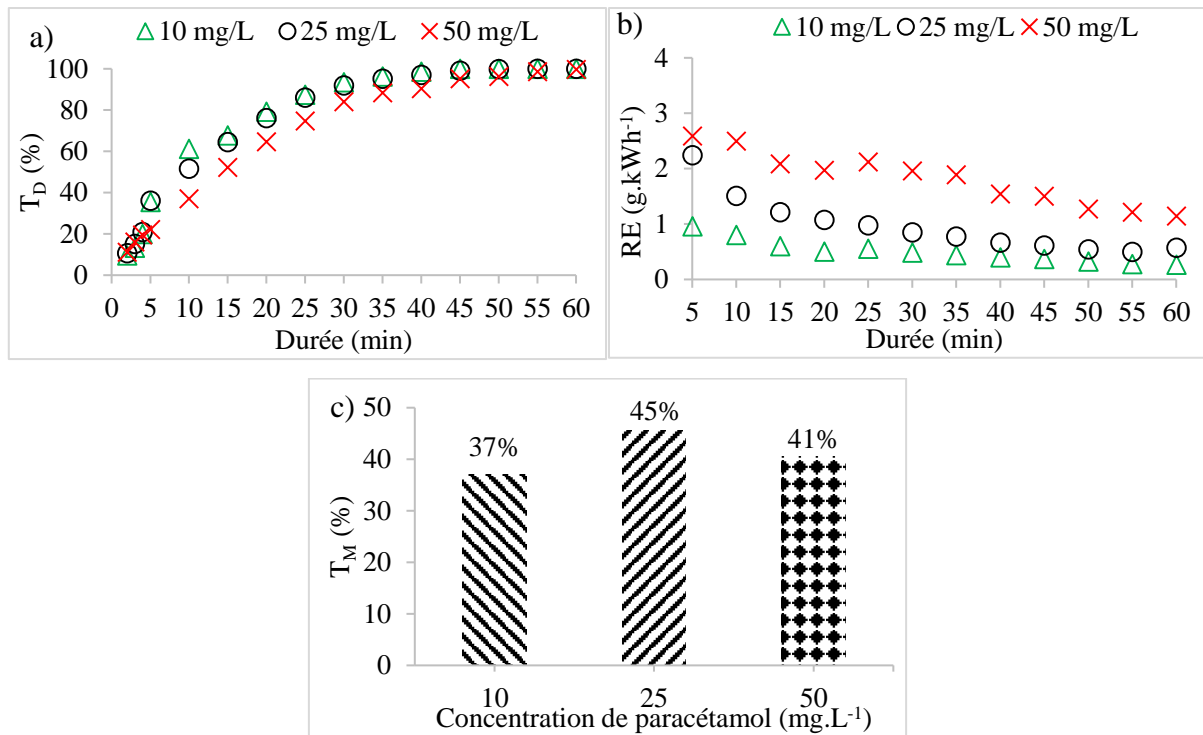 a)
10 mg/L 25 mg/L 50 mg/L
100
80
60
40
20
0
T_D (%)
0 5 10 15 20 25 30 35 40 45 50 55 60
Durée (min)
b)
10 mg/L 25 mg/L 50 mg/L
4
3
2
1
0
RE (g.kWh⁻¹)
5 10 15 20 25 30 35 40 45 50 55 60
Durée (min)
c)
50
40
30
20
10
0
T_M (%)
37% 45% 41%
10 25 50
Concentration de paracétamol (mg.L⁻¹)